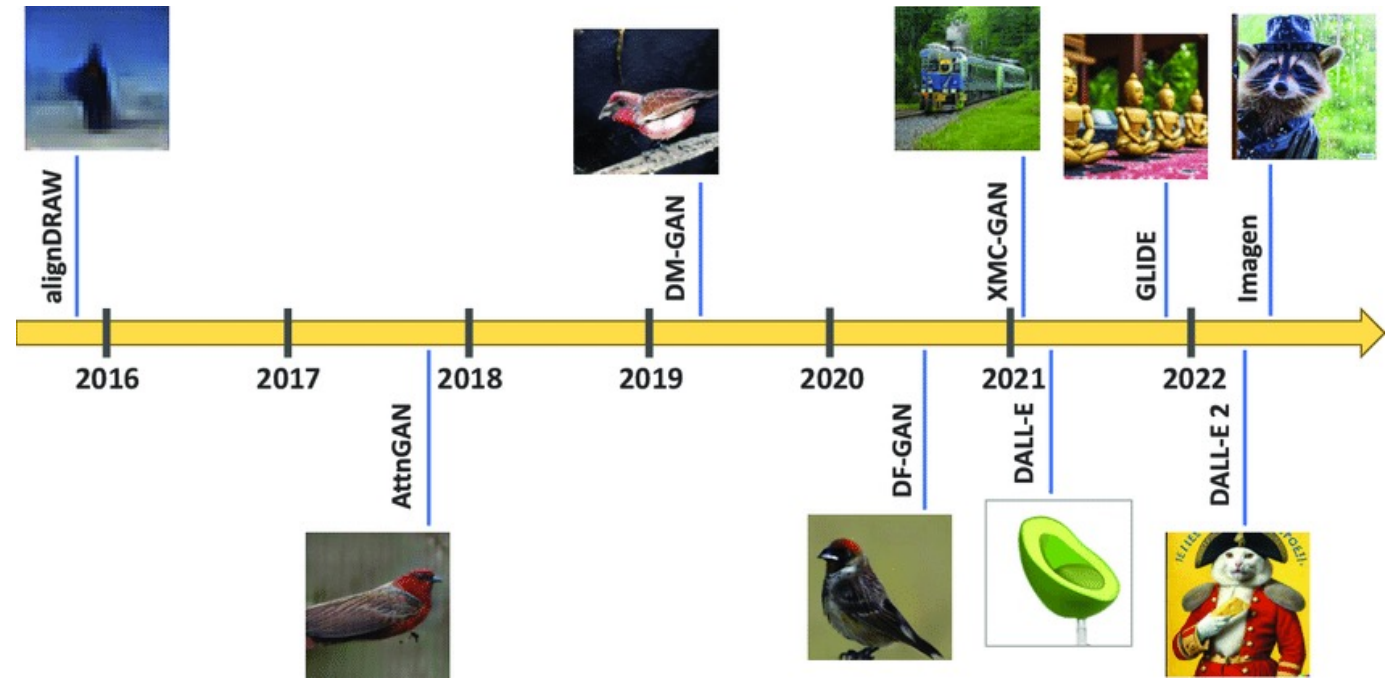 alignDRAW
DM-GAN
XMC-GAN
GLIDE
Imagen
2016
2017
2018
2019
2020
2021
2022
AttnGAN
DF-GAN
DALL-E
DALL-E 2